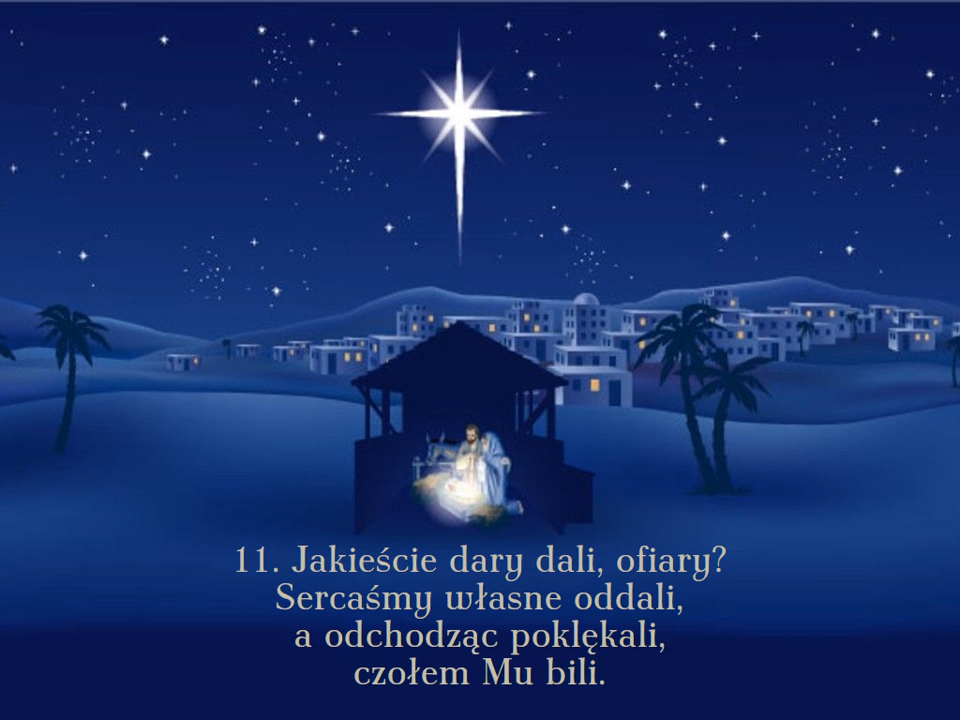 11. Jakieście dary dali, ofiary?
Sercaśmy własne oddali,
a odchodząc poklękali,
czołem Mu bili.